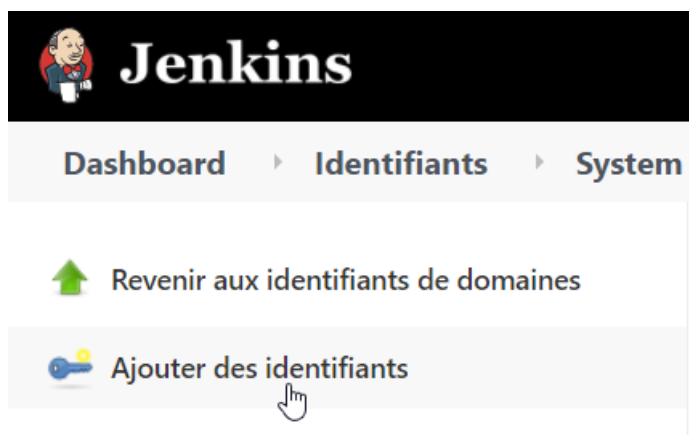 Jenkins
Dashboard Identifiants System
Revenir aux identifiants de domaines
Ajouter des identifiants